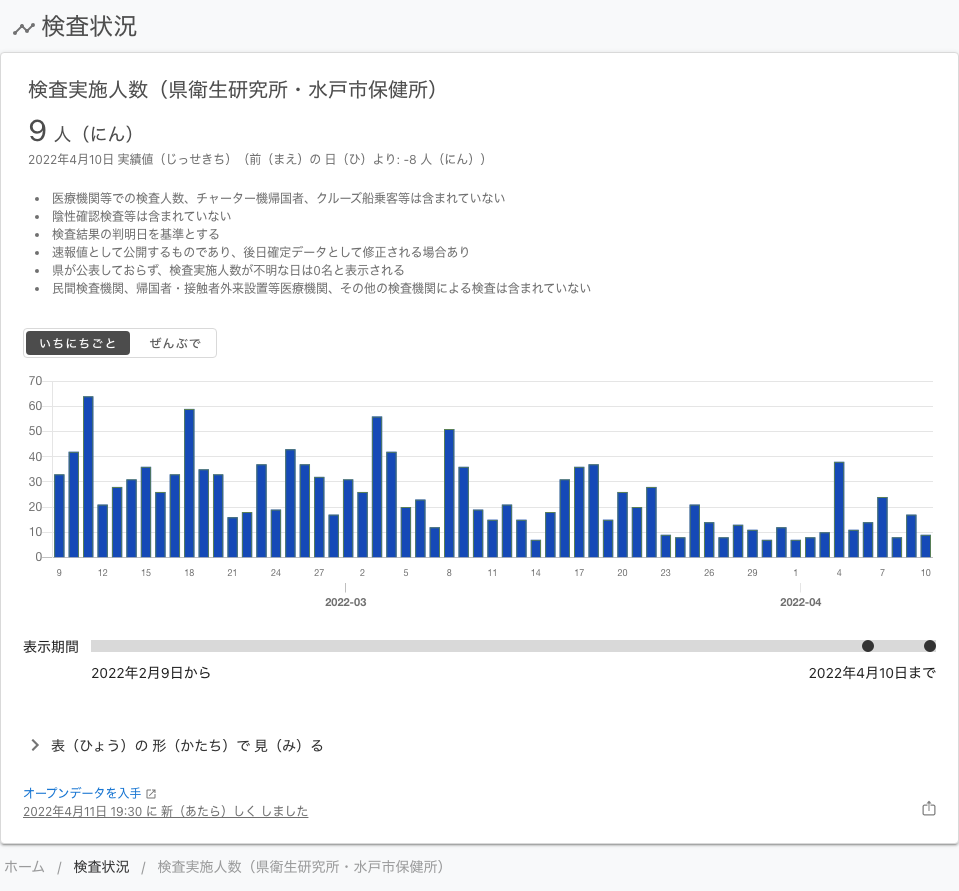 検査状況
検査実施人数（県衛生研究所・水戸市保健所）
9 人（にん）
2022年4月10日 実績値（じっせきち）（前（まえ）の 日（ひ）より: -8 人（にん））
• 医療機関等での検査人数、チャーター機帰国者、クルーズ船乗客等は含まれていない
• 陰性確認検査等は含まれていない
• 検査結果の判明日を基準とする
• 速報値として公開するものであり、後日確定データとして修正される場合あり
• 県が公表しておらず、検査実施人数が不明な日は0名と表示される
• 民間検査機関、帰国者・接触者外来設置等医療機関、その他の検査機関による検査は含まれていない
いちにちごと ぜんぶで
70
60
50
40
30
20
10
0
9 12 15 18 21 24 27 2 5 8 11 14 17 20 23 26 29 1 4 7 10
2022-03 2022-04
表示期間
2022年2月9日から 2022年4月10日まで
表（ひょう）の 形（かたち）で 見（み）る
オープンデータを入手
2022年4月11日 19:30 に 新（あたら）しく しました
ホーム / 検査状況 / 検査実施人数（県衛生研究所・水戸市保健所）